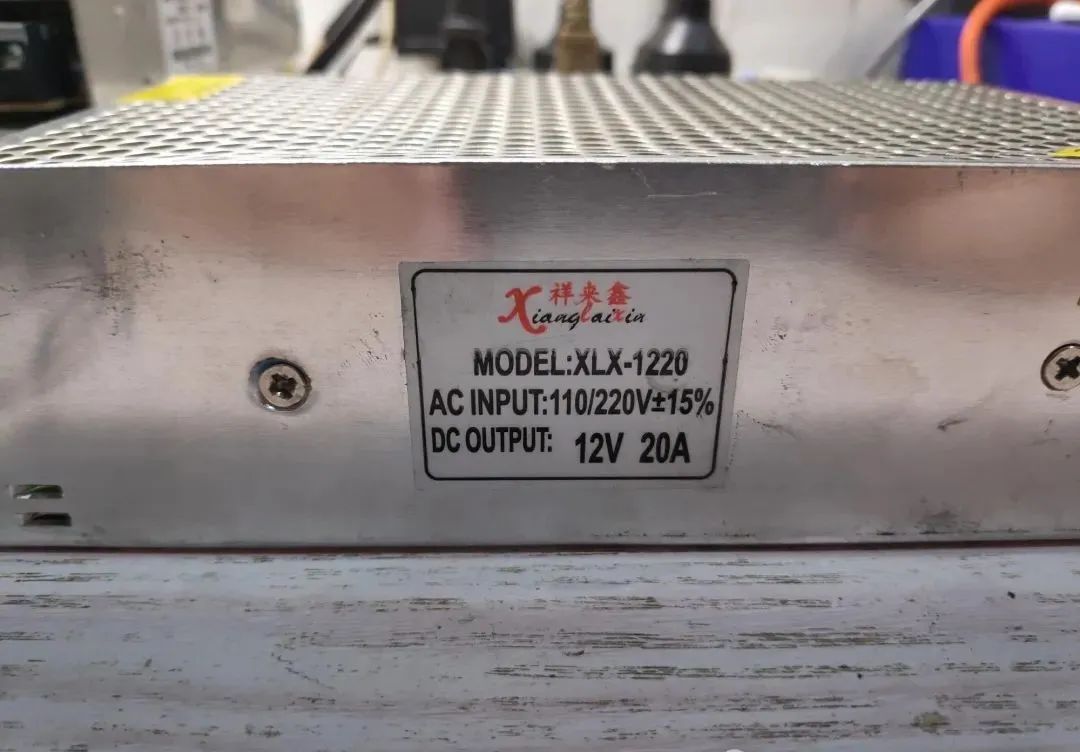 祥来鑫
Xianglaixin
MODEL:XLX-1220
AC INPUT:110/220V±15%
DC OUTPUT: 12V 20A